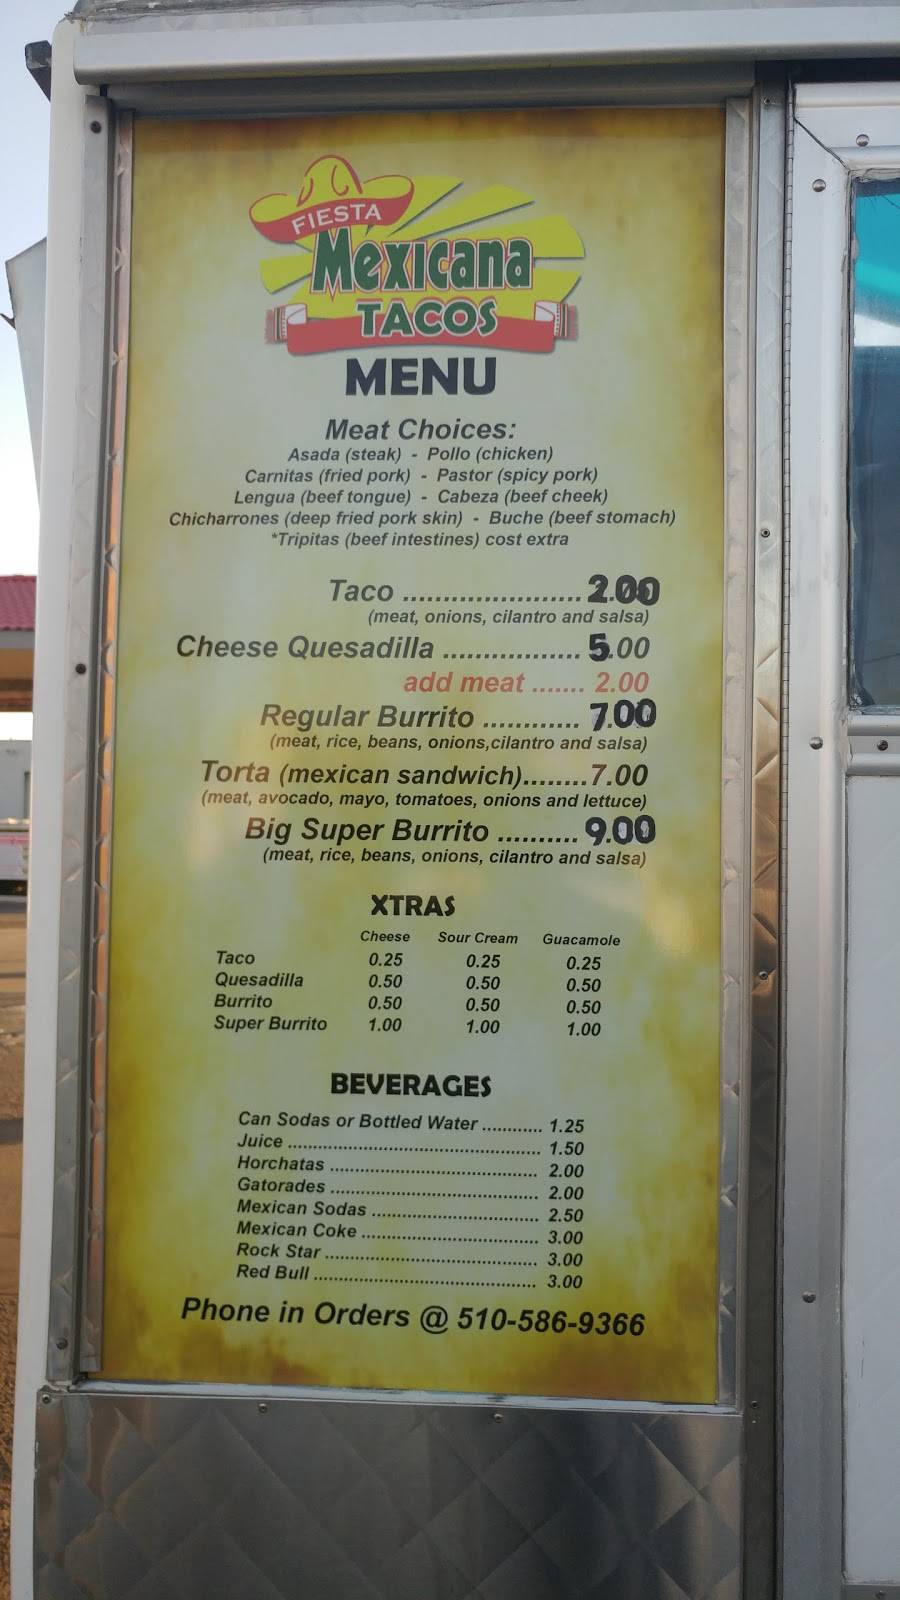 FIESTA
Mexicana
TACOS
MENU
Meat Choices:
Asada (steak) - Pollo (chicken)
Carnitas (fried pork) - Pastor (spicy pork)
Lengua (beef tongue) - Cabeza (beef cheek)
Chicharrones (deep fried pork skin) - Buche (beef stomach)
*Tripitas (beef intestines) cost extra
Taco ...................... 2.00
(meat, onions, cilantro and salsa)
Cheese Quesadilla ................. 5.00
add meat ....... 2.00
Regular Burrito ............ 7.00
(meat, rice, beans, onions,cilantro and salsa)
Torta (mexican sandwich)........7.00
(meat, avocado, mayo, tomatoes, onions and lettuce)
Big Super Burrito .......... 9.00
(meat, rice, beans, onions, cilantro and salsa)
XTRAS
Cheese Sour Cream Guacamole
Taco 0.25 0.25 0.25
Quesadilla 0.50 0.50 0.50
Burrito 0.50 0.50 0.50
Super Burrito 1.00 1.00 1.00
BEVERAGES
Can Sodas or Bottled Water ............ 1.25
Juice .................................................... 1.50
Horchatas ........................................... 2.00
Gatorades ........................................... 2.00
Mexican Sodas .................................. 2.50
Mexican Coke .................................... 3.00
Rock Star ............................................ 3.00
Red Bull .............................................. 3.00
Phone in Orders @ 510-586-9366